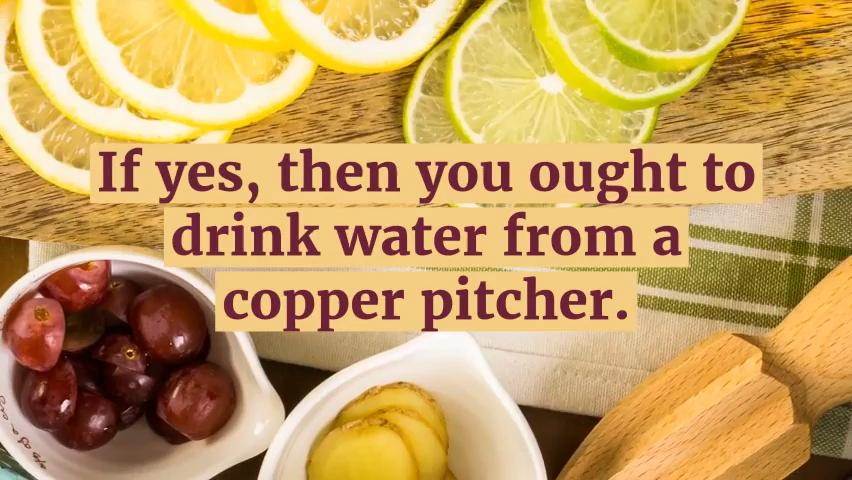 If yes, then you ought to
drink water from a
copper pitcher.